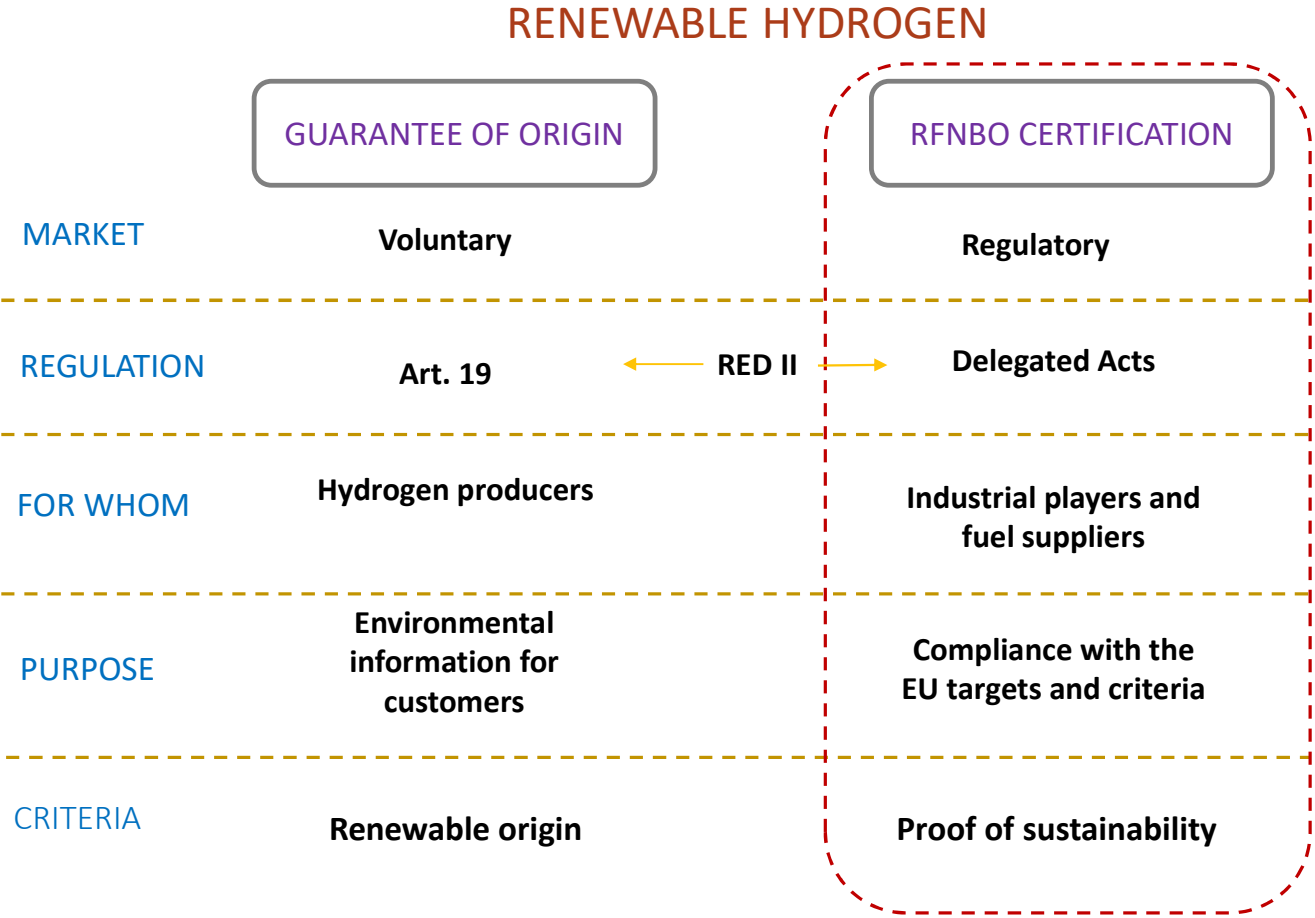 RENEWABLE HYDROGEN
GUARANTEE OF ORIGIN
RFNBO CERTIFICATION
MARKET
Voluntary
Regulatory
REGULATION
Art. 19
RED II
Delegated Acts
FOR WHOM
Hydrogen producers
Industrial players and
fuel suppliers
PURPOSE
Environmental
information for
customers
Compliance with the
EU targets and criteria
CRITERIA
Renewable origin
Proof of sustainability